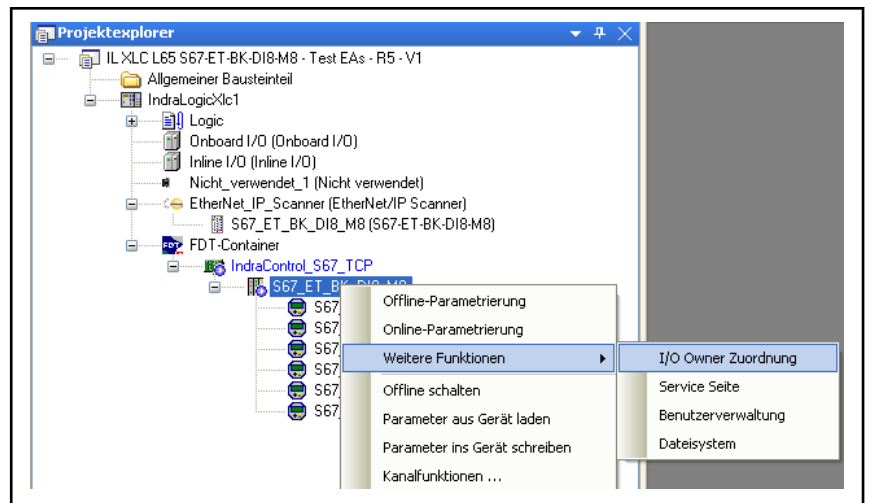 Projektexplorer
IL XLC L65 S67-ET-BK-DI8-M8 - Test EAs - R5 - V1
Allgemeiner Bausteinteil
IndraLogicXlc1
Logic
Onboard I/O (Onboard I/O)
Inline I/O (Inline I/O)
Nicht_verwendet_1 (Nicht verwendet)
EtherNet_IP_Scanner (EtherNet/IP Scanner)
S67_ET_BK_DI8_M8 (S67-ET-BK-DI8-M8)
FDT FDT-Container
IndraControl_S67_TCP
S67_ET_BK_DI8_M8
S67
S67
S67
S67
S67
S67
Offline-Parametrierung
Online-Parametrierung
Weitere Funktionen
Offline schalten
Parameter aus Gerät laden
Parameter ins Gerät schreiben
Kanalfunktionen ...
I/O Owner Zuordnung
Service Seite
Benutzerverwaltung
Dateisystem